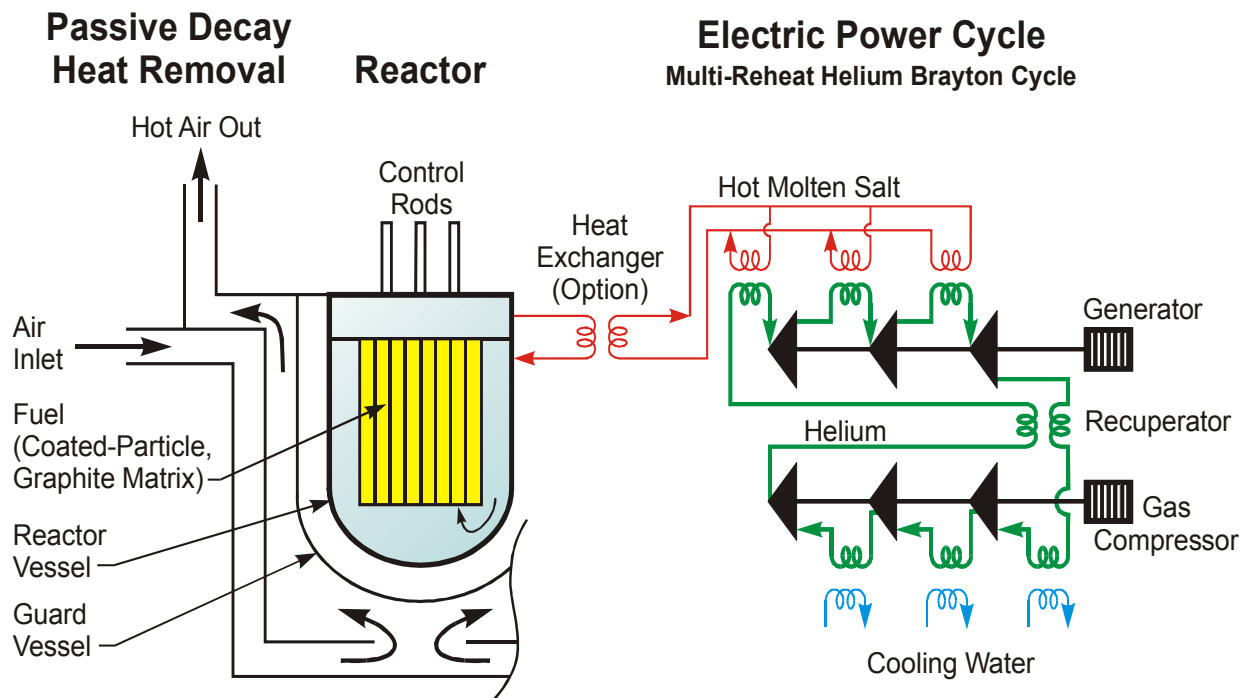 Passive Decay
Heat Removal
Reactor
Electric Power Cycle
Multi-Reheat Helium Brayton Cycle
Hot Air Out
Control
Rods
Hot Molten Salt
Heat
Exchanger
(Option)
Air
Inlet
Generator
Fuel
(Coated-Particle,
Graphite Matrix)
Helium
Recuperator
Reactor
Vessel
Gas
Compressor
Guard
Vessel
Cooling Water